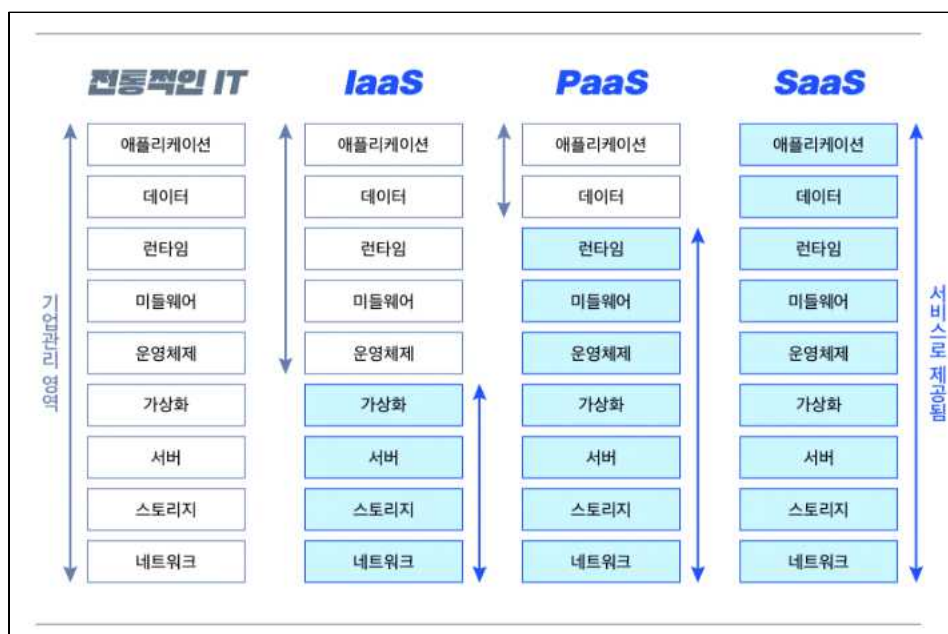 전통적인 IT IaaS PaaS SaaS
애플리케이션 애플리케이션 애플리케이션 애플리케이션
데이터 데이터 데이터 데이터
런타임 런타임 런타임 런타임
미들웨어 미들웨어 미들웨어 미들웨어
운영체제 운영체제 운영체제 운영체제
가상화 가상화 가상화 가상화
서버 서버 서버 서버
스토리지 스토리지 스토리지 스토리지
네트워크 네트워크 네트워크 네트워크
기업관리 영역
서비스로 제공됨